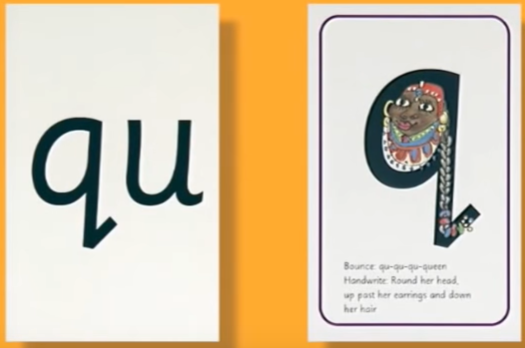 qu
q
Bounce: qu-qu-qu-queen
Handwrite: Round her head,
up past her earrings and down
her hair